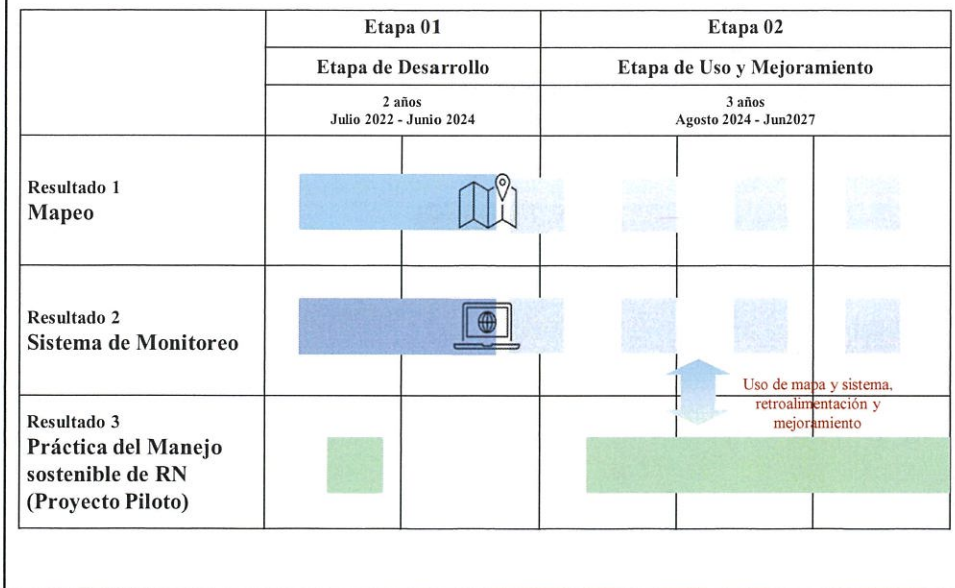 Etapa 01
Etapa 02
Etapa de Desarrollo
Etapa de Uso y Mejoramiento
2 años
Julio 2022 - Junio 2024
3 años
Agosto 2024 - Jun2027
Resultado 1
Mapeo
Resultado 2
Sistema de Monitoreo
Uso de mapa y sistema,
retroalimentación y
mejoramiento
Resultado 3
Práctica del Manejo
sostenible de RN
(Proyecto Piloto)